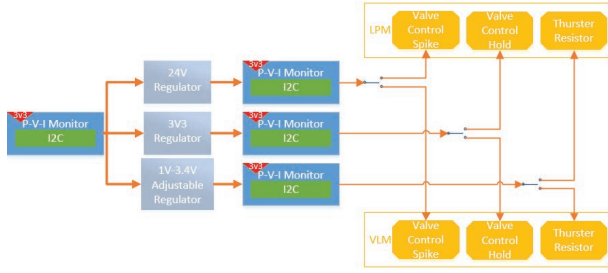 LPM
Valve
Control
Spike
Valve
Control
Hold
Thurster
Resistor
24V
Regulator
3V3
P-V-I Monitor
I2C
3V3
P-V-I Monitor
I2C
3V3
Regulator
3V3
P-V-I Monitor
I2C
1V-3.4V
Adjustable
Regulator
3V3
P-V-I Monitor
I2C
VLM
Valve
Control
Spike
Valve
Control
Hold
Thurster
Resistor